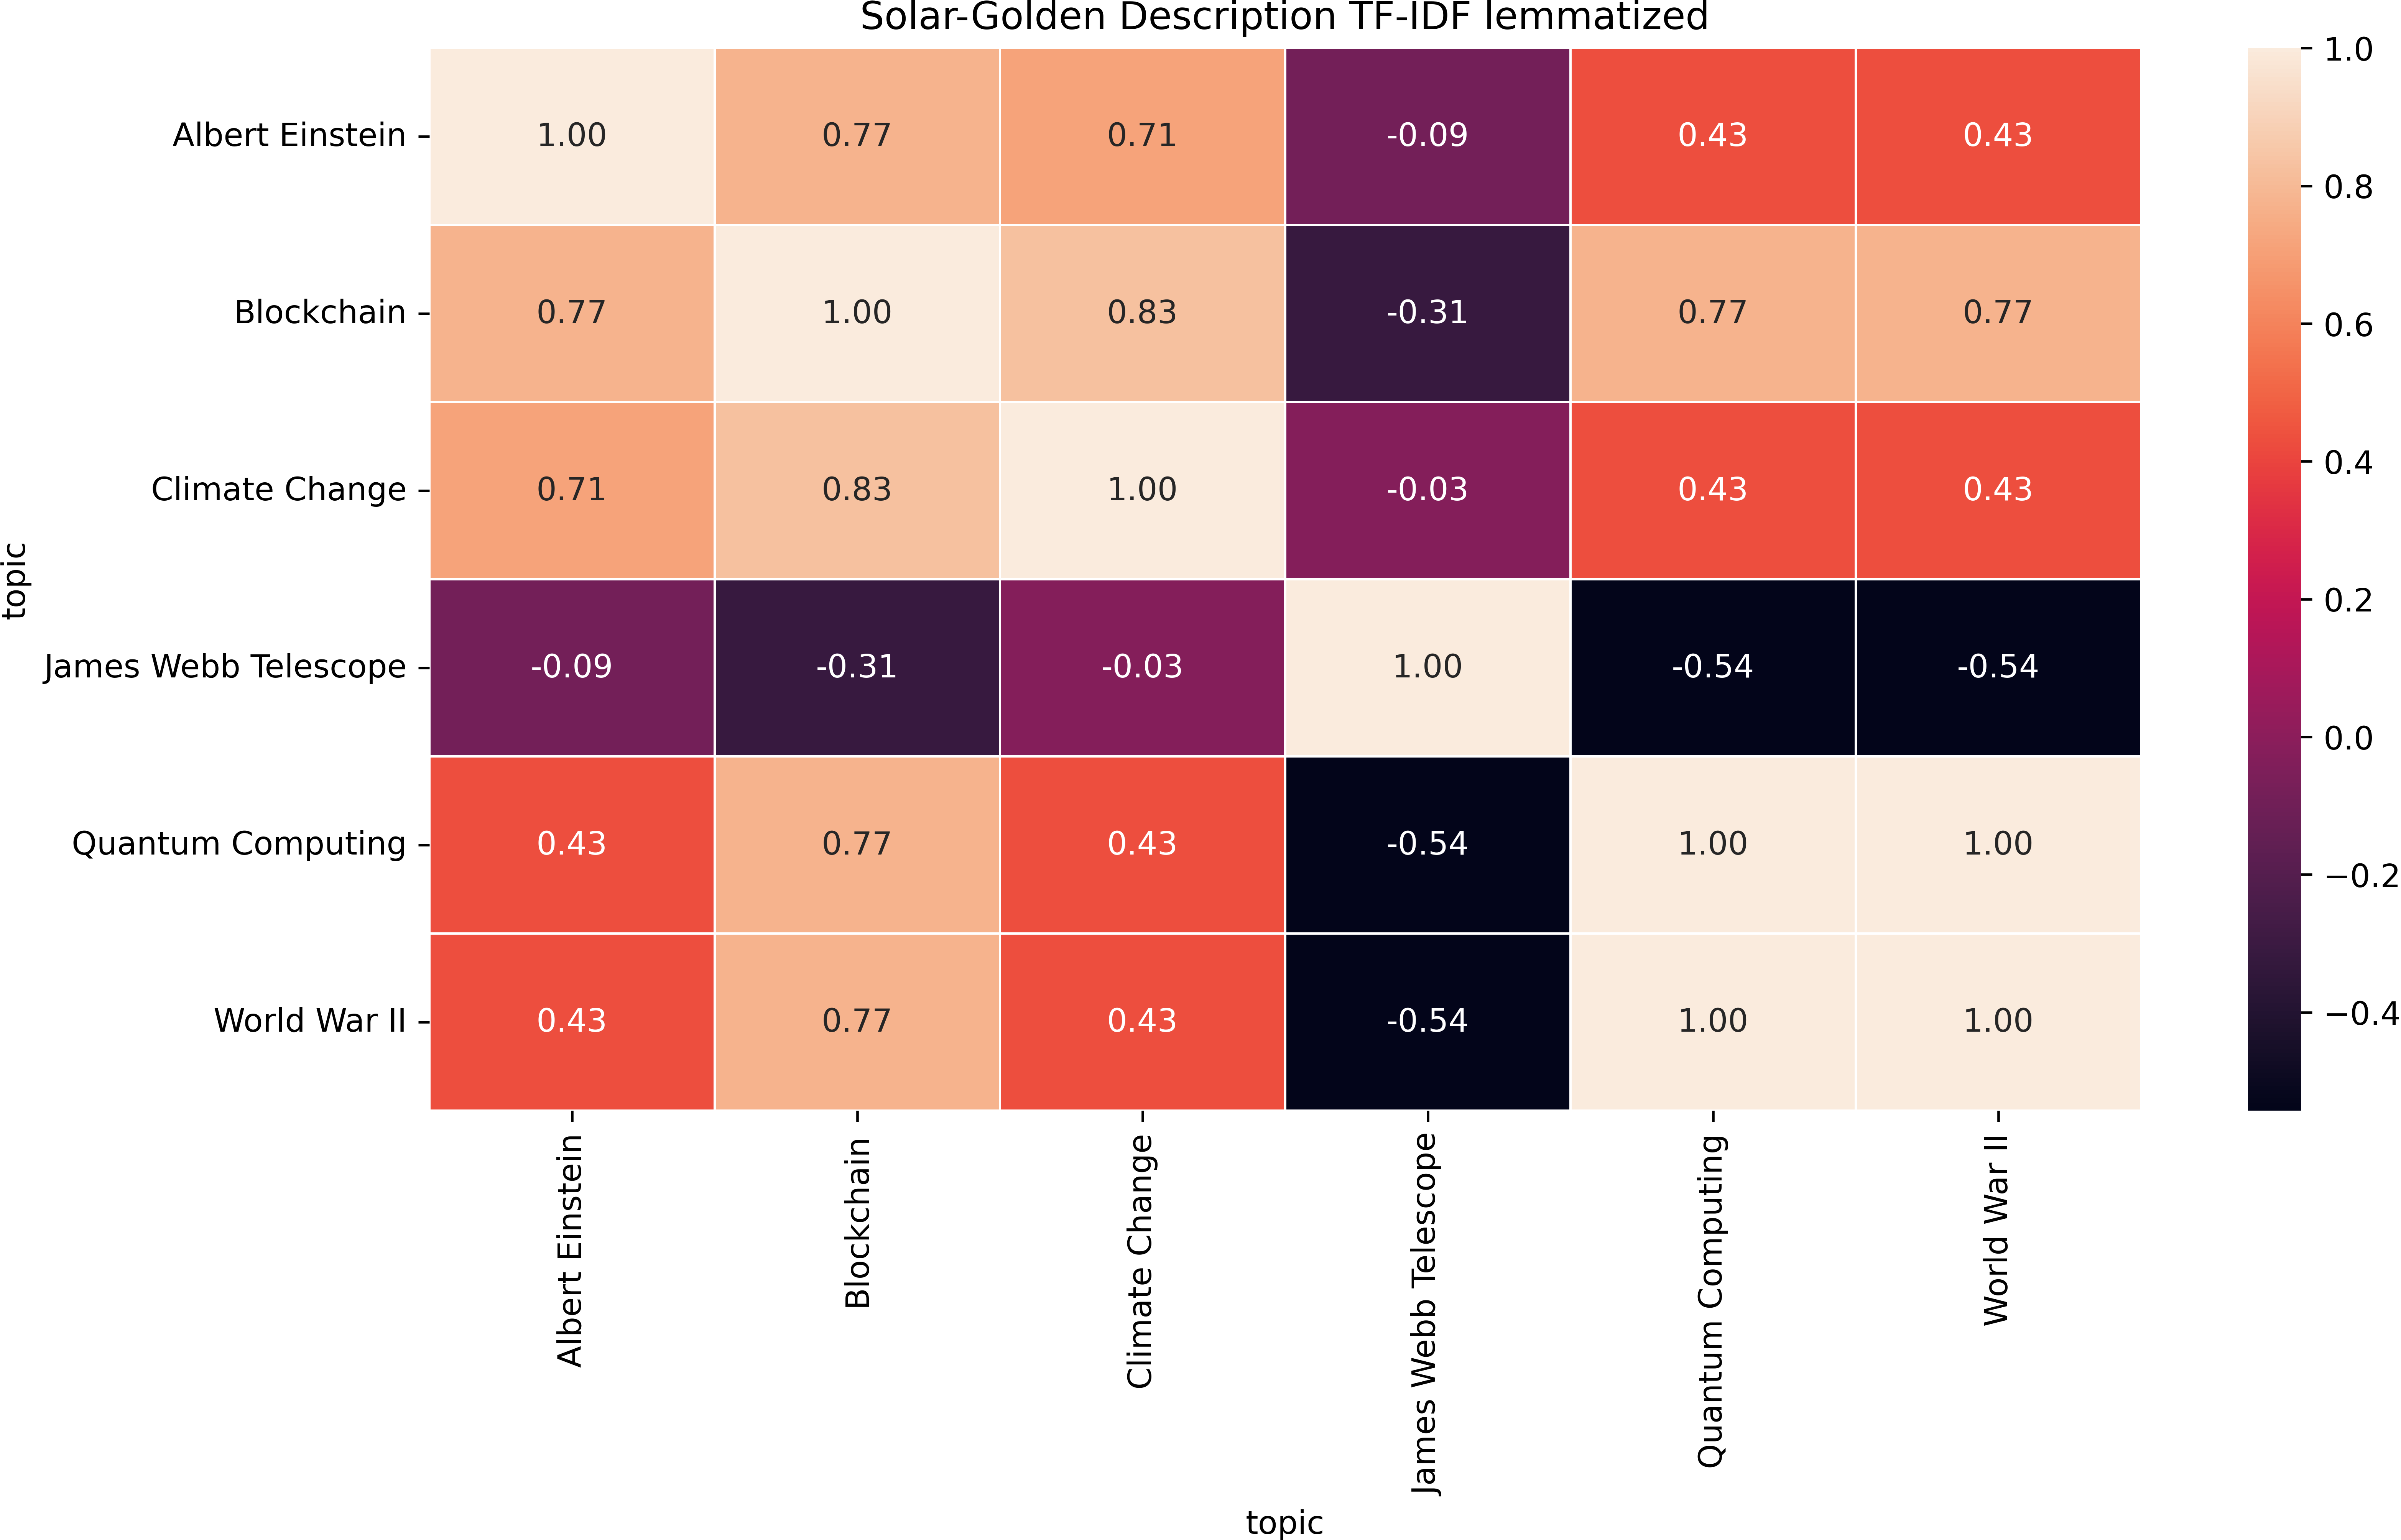 Solar-Golden Description TF-IDF lemmatized
Albert Einstein 1.00 0.77 0.71 -0.09 0.43 0.43
Blockchain 0.77 1.00 0.83 -0.31 0.77 0.77
Climate Change 0.71 0.83 1.00 -0.03 0.43 0.43
James Webb Telescope -0.09 -0.31 -0.03 1.00 -0.54 -0.54
Quantum Computing 0.43 0.77 0.43 -0.54 1.00 1.00
World War II 0.43 0.77 0.43 -0.54 1.00 1.00
topic
Albert Einstein
Blockchain
Climate Change
James Webb Telescope
Quantum Computing
World War II
topic
1.0
0.8
0.6
0.4
0.2
0.0
−0.2
−0.4